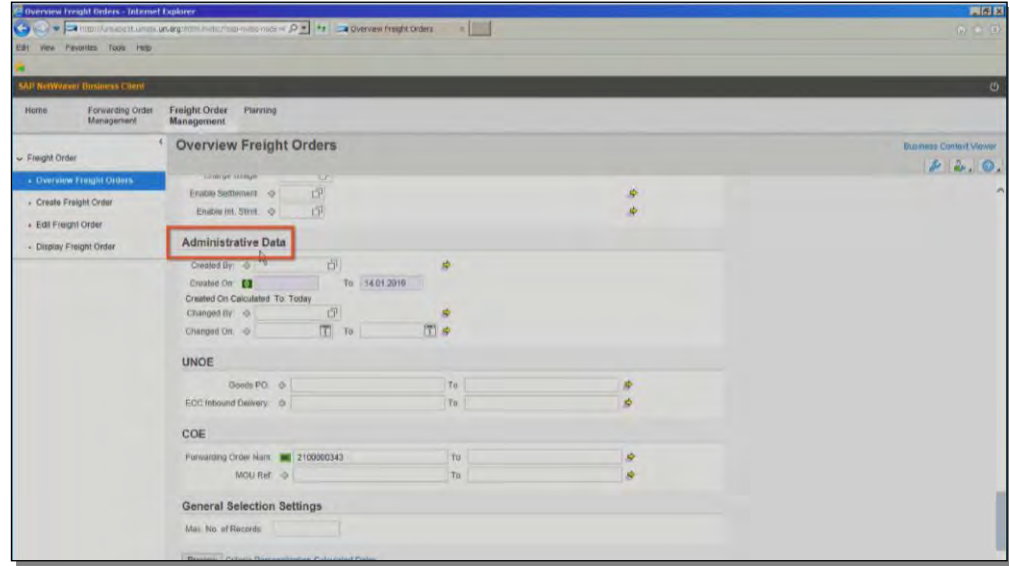 Overview Freight Orders - Internet Explorer
Overview Freight Orders
Edit View Favorites Tools Help
SAP NetWeaver Business Client
Home Forwarding Order Management Freight Order Management Planning
Freight Order
Overview Freight Orders
Create Freight Order
Edit Freight Order
Display Freight Order
Overview Freight Orders
Business Context Viewer
Enable Settlement
Enable Int. Stlmt.
Administrative Data
Created By:
Created On: To 14.01.2016
Created On Calculated To: Today
Changed By:
Changed On: To
UNOE
Goods PO: To
ECC Inbound Delivery: To
COE
Forwarding Order Num: 2100000343 To
MOU Ref: To
General Selection Settings
Max. No. of Records: